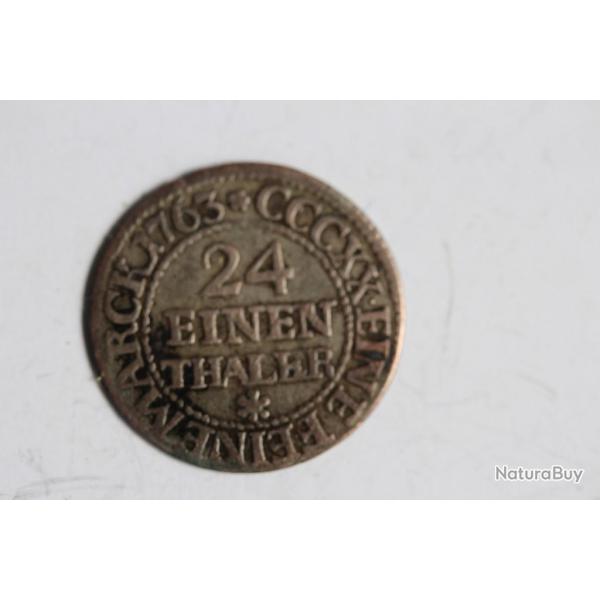 CCCXX·EINE FEINE MARCK 1763
24
EINEN
THALER
NaturaBuy